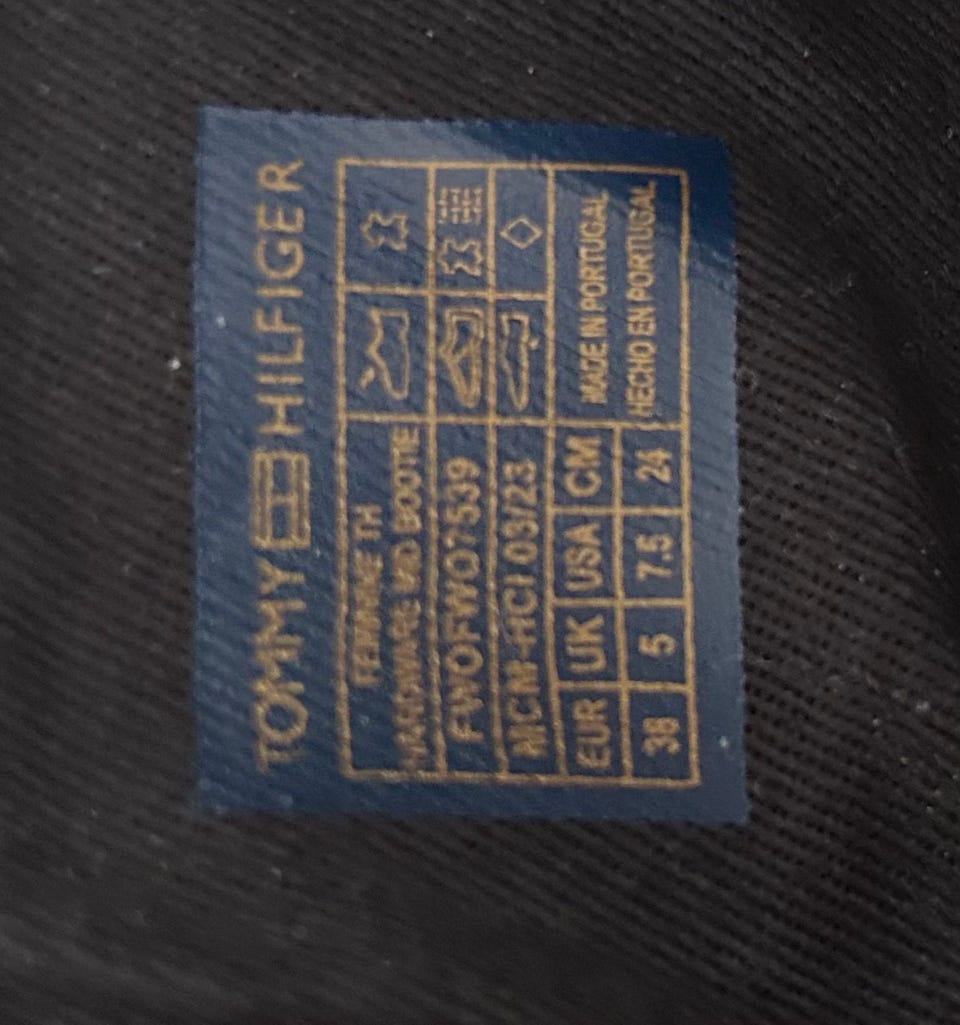 TOMMY HILFIGER
FEMININE TH
HARDWARE MID BOOTIE
FW0FW07539
MCM-HCI 03/23
EUR UK USA CM
38 5 7.5 24
MADE IN PORTUGAL
HECHO EN PORTUGAL